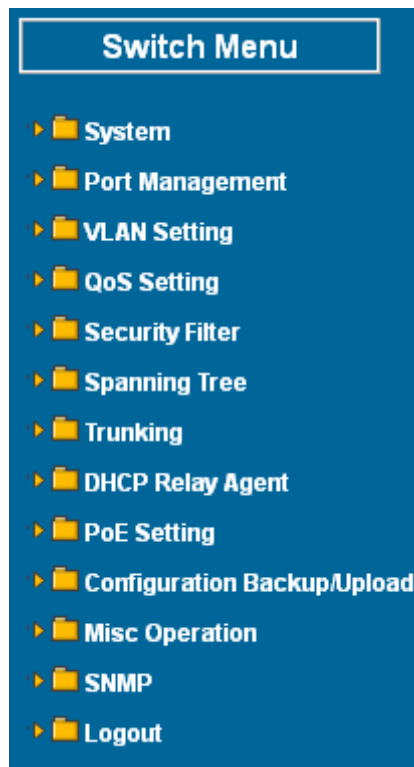 Switch Menu
System
Port Management
VLAN Setting
QoS Setting
Security Filter
Spanning Tree
Trunking
DHCP Relay Agent
PoE Setting
Configuration Backup/Upload
Misc Operation
SNMP
Logout